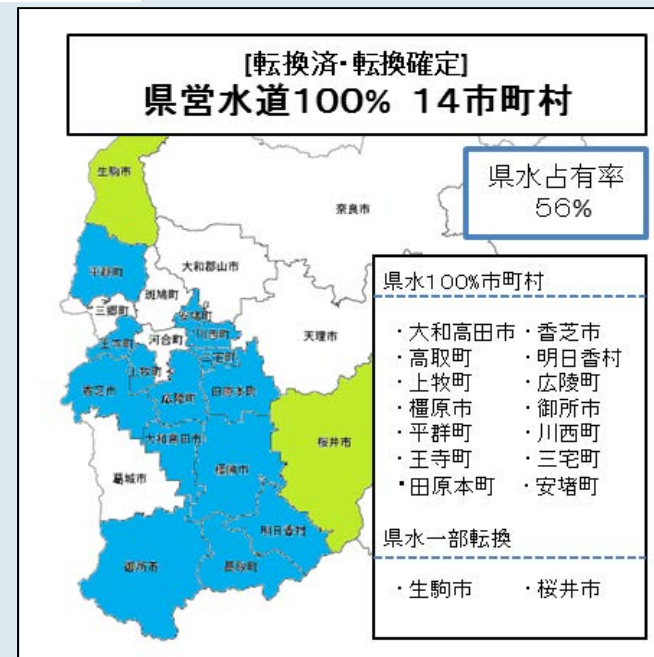 [転換済・転換確定]
県営水道100% 14市町村
県水占有率
56%
生駒市
奈良市
平群町
大和郡山市
斑鳩町
三郷町
安堵町
王寺町
河合町
川西町
天理市
上牧町
三宅町
香芝市
広陵町
田原本町
大和高田市
橿原市
桜井市
葛城市
明日香村
御所市
高取町
県水100%市町村
・大和高田市 ・香芝市
・高取町 ・明日香村
・上牧町 ・広陵町
・橿原市 ・御所市
・平群町 ・川西町
・王寺町 ・三宅町
・田原本町 ・安堵町
県水一部転換
・生駒市 ・桜井市